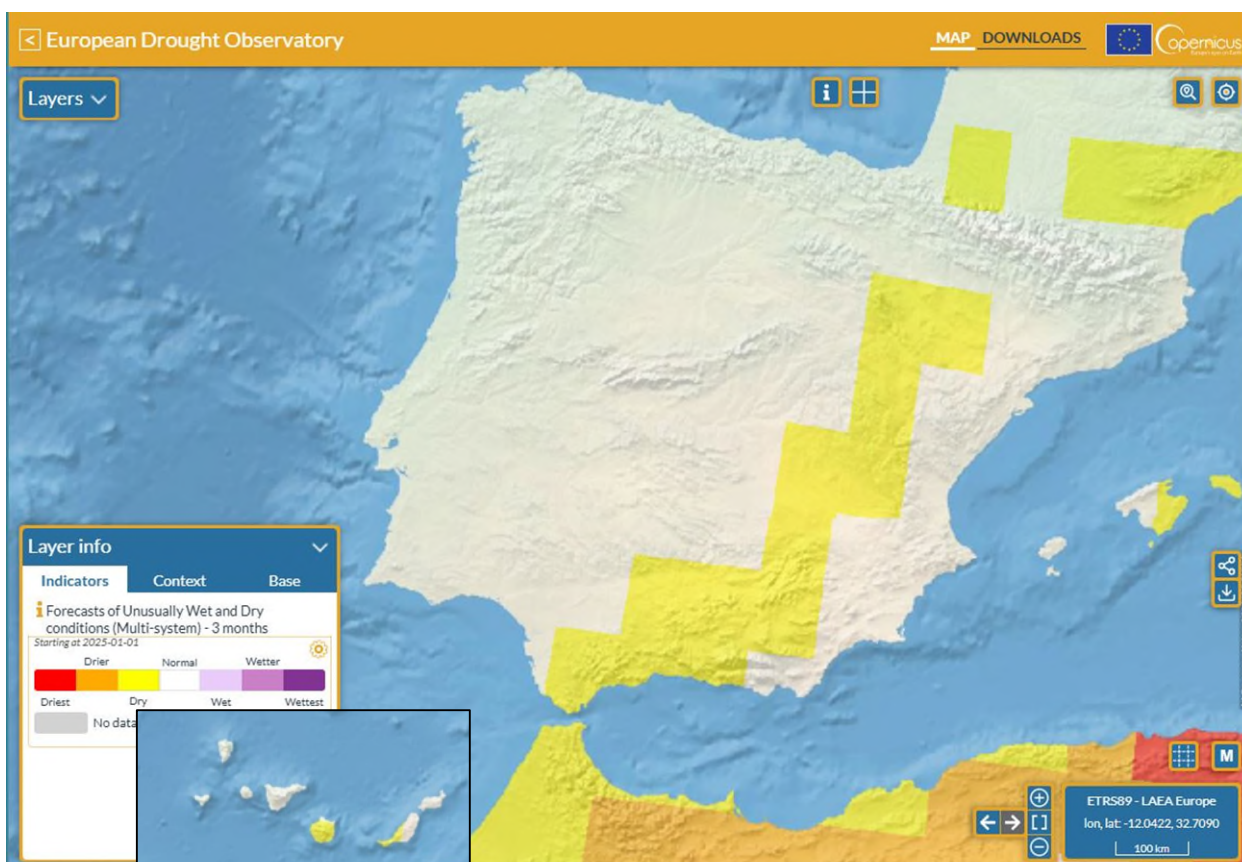 < European Drought Observatory
MAP DOWNLOADS
opernicus
Layers
i
Layer info
Indicators Context Base
i Forecasts of Unusually Wet and Dry
conditions (Multi-system) - 3 months
Starting at 2025-01-01
Drier Normal Wetter
Driest Dry Wet Wettest
No data
M
ETRS89 - LAEA Europe
lon, lat: -12.0422, 32.7090
100 km